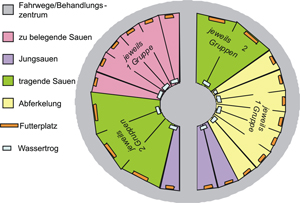 Fahrwege/Behandlungs-
zentrum
zu belegende Sauen
Jungsauen
tragende Sauen
Abferkelung
Futterplatz
Wassertrog
jeweils
1 Gruppe
jeweils 2
Gruppen
jeweils
1 Gruppe
jeweils
2 Gruppen